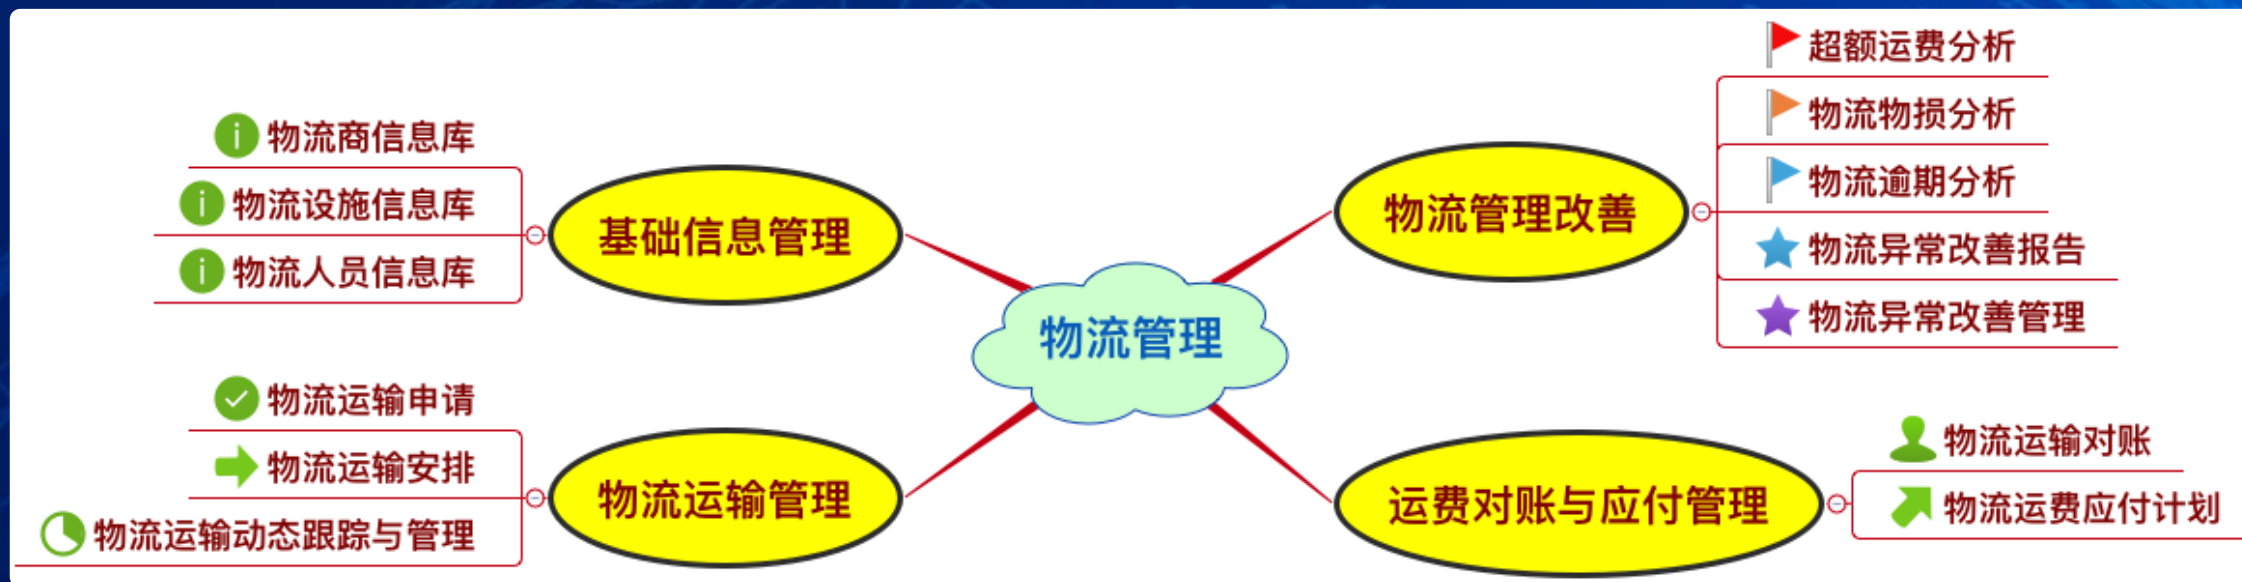 物流商信息库
物流设施信息库
物流人员信息库
基础信息管理
物流运输申请
物流运输安排
物流运输动态跟踪与管理
物流运输管理
物流管理
物流管理改善
超额运费分析
物流物损分析
物流逾期分析
物流异常改善报告
物流异常改善管理
运费对账与应付管理
物流运输对账
物流运费应付计划